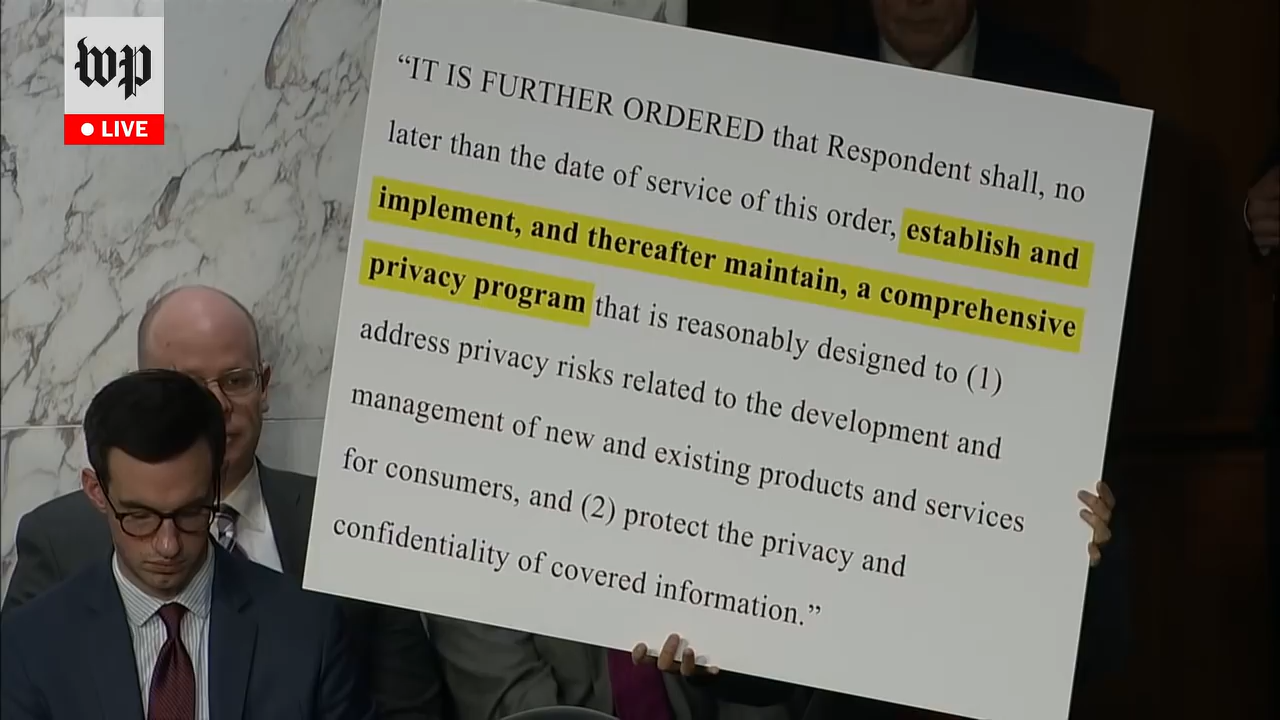 wp
LIVE
“IT IS FURTHER ORDERED that Respondent shall, no
later than the date of service of this order, establish and
implement, and thereafter maintain, a comprehensive
privacy program that is reasonably designed to (1)
address privacy risks related to the development and
management of new and existing products and services
for consumers, and (2) protect the privacy and
confidentiality of covered information.”